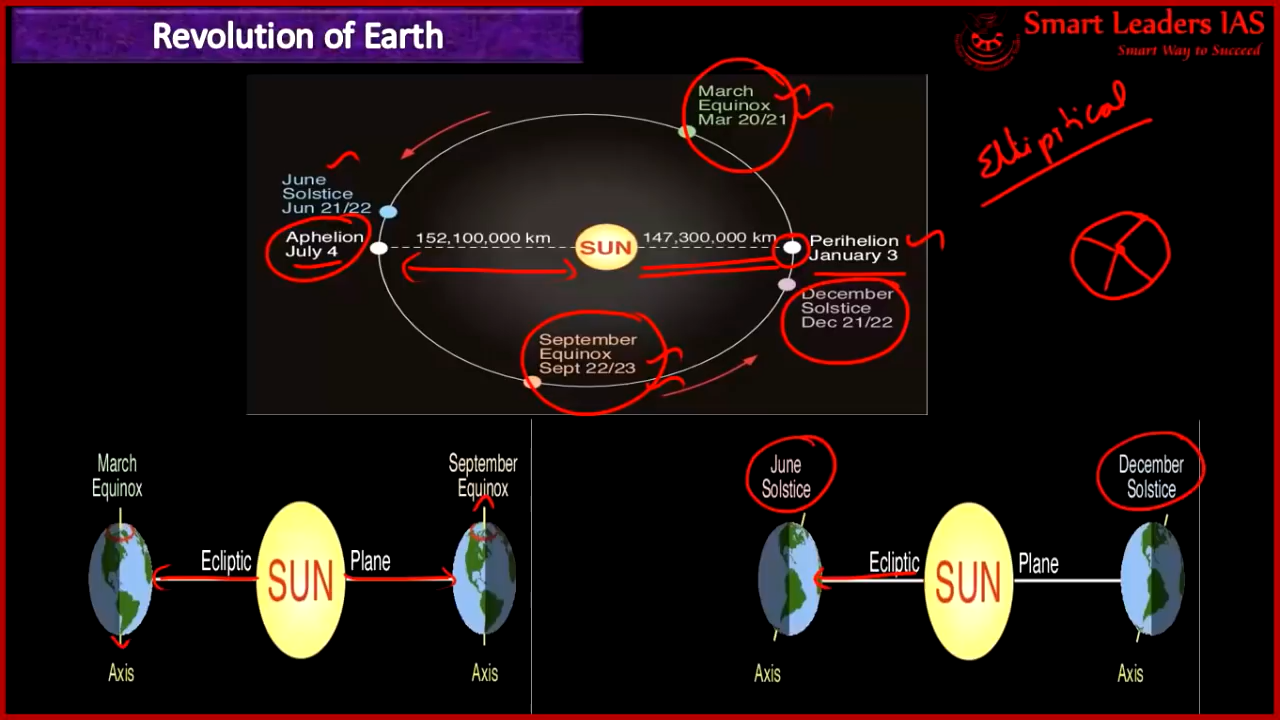 Revolution of Earth
Smart Leaders IAS
Smart Way to Succeed
March
Equinox
Mar 20/21
Elliptical
June
Solstice
Jun 21/22
Aphelion
July 4
152,100,000 km
SUN
147,300,000 km
Perihelion
January 3
December
Solstice
Dec 21/22
September
Equinox
Sept 22/23
March
Equinox
September
Equinox
Ecliptic
SUN
Plane
Axis
Axis
June
Solstice
December
Solstice
Ecliptic
SUN
Plane
Axis
Axis